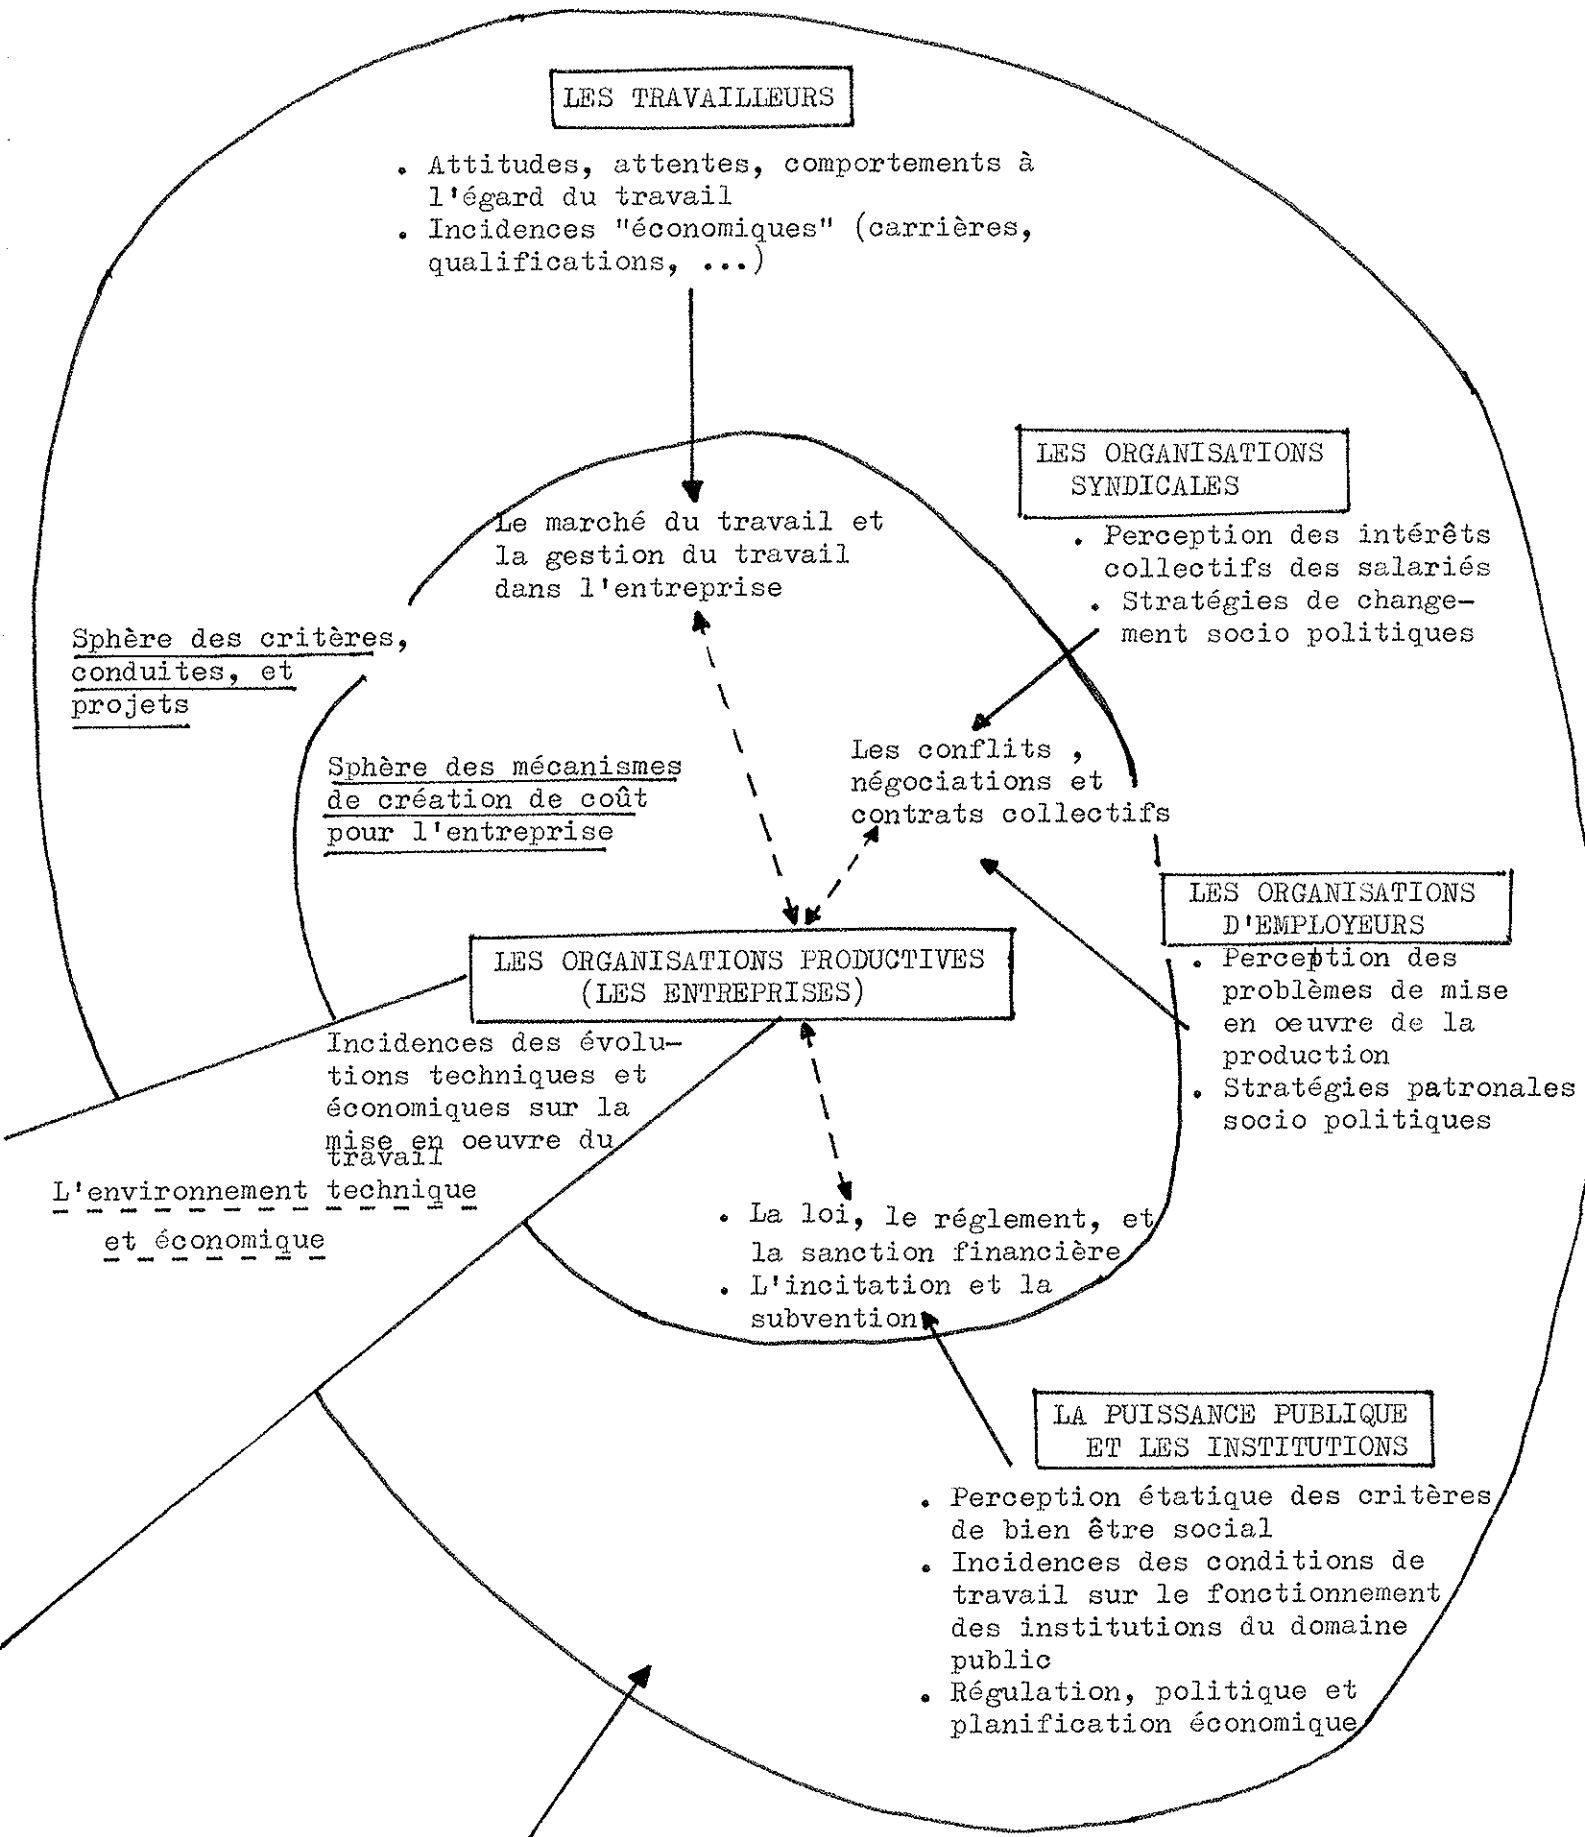 LES TRAVAILLEURS
. Attitudes, attentes, comportements à
l'égard du travail
. Incidences "économiques" (carrières,
qualifications, ...)
LES ORGANISATIONS
SYNDICALES
. Perception des intérêts
collectifs des salariés
. Stratégies de change-
ment socio politiques
Le marché du travail et
la gestion du travail
dans l'entreprise
Sphère des critères,
conduites, et
projets
Sphère des mécanismes
de création de coût
pour l'entreprise
Les conflits ,
négociations et
contrats collectifs
LES ORGANISATIONS
D'EMPLOYEURS
. Perception des
problèmes de mise
en oeuvre de la
production
. Stratégies patronales
socio politiques
LES ORGANISATIONS PRODUCTIVES
(LES ENTREPRISES)
Incidences des évolu-
tions techniques et
économiques sur la
mise en oeuvre du
travail
L'environnement technique
et économique
. La loi, le réglement, et
la sanction financière
. L'incitation et la
subvention
LA PUISSANCE PUBLIQUE
ET LES INSTITUTIONS
. Perception étatique des critères
de bien être social
. Incidences des conditions de
travail sur le fonctionnement
des institutions du domaine
public
. Régulation, politique et
planification économique